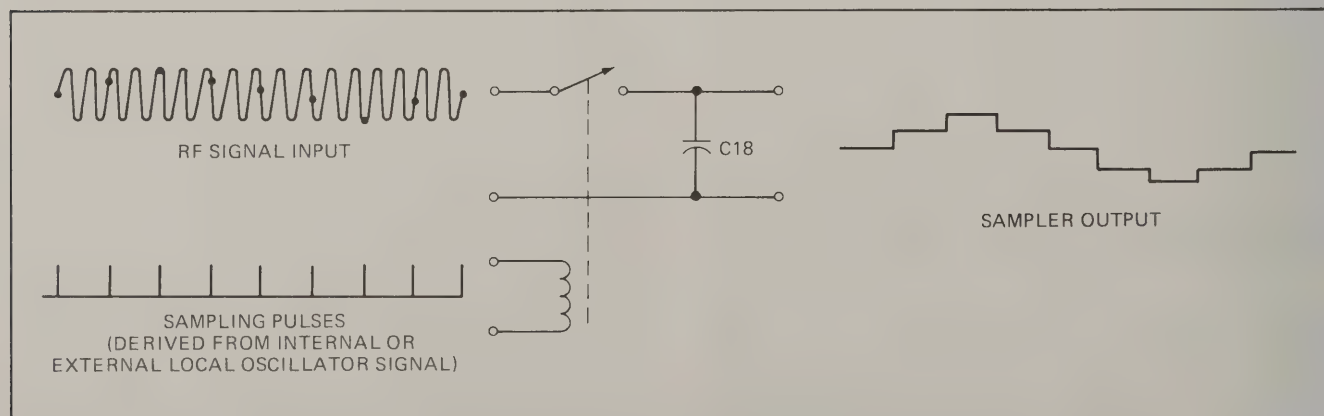 RF SIGNAL INPUT
C18
SAMPLER OUTPUT
SAMPLING PULSES
(DERIVED FROM INTERNAL OR
EXTERNAL LOCAL OSCILLATOR SIGNAL)